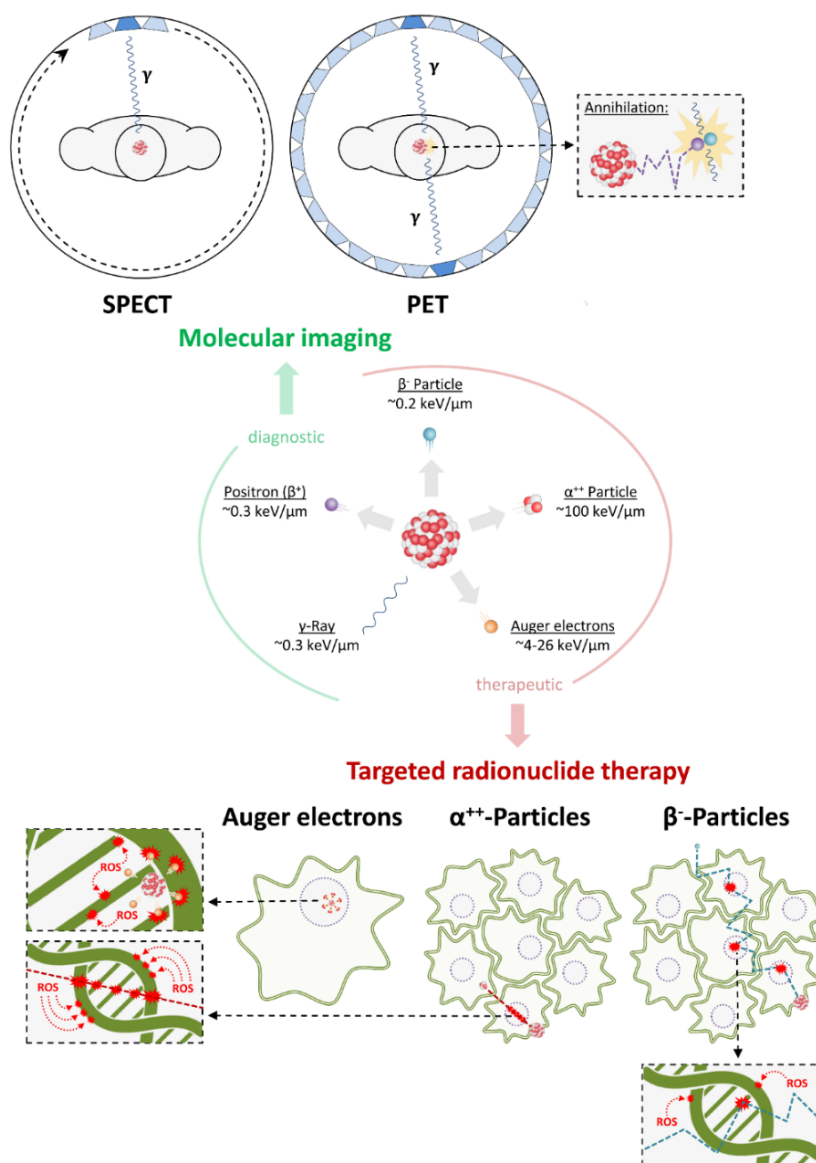 γ
γ
γ
Annihilation:
SPECT
PET
Molecular imaging
diagnostic
β⁻ Particle
~0.2 keV/μm
Positron (β⁺)
~0.3 keV/μm
α⁺⁺ Particle
~100 keV/μm
γ-Ray
~0.3 keV/μm
Auger electrons
~4-26 keV/μm
therapeutic
Targeted radionuclide therapy
Auger electrons
α⁺⁺-Particles
β⁻-Particles
ROS
ROS
ROS
ROS
ROS
ROS